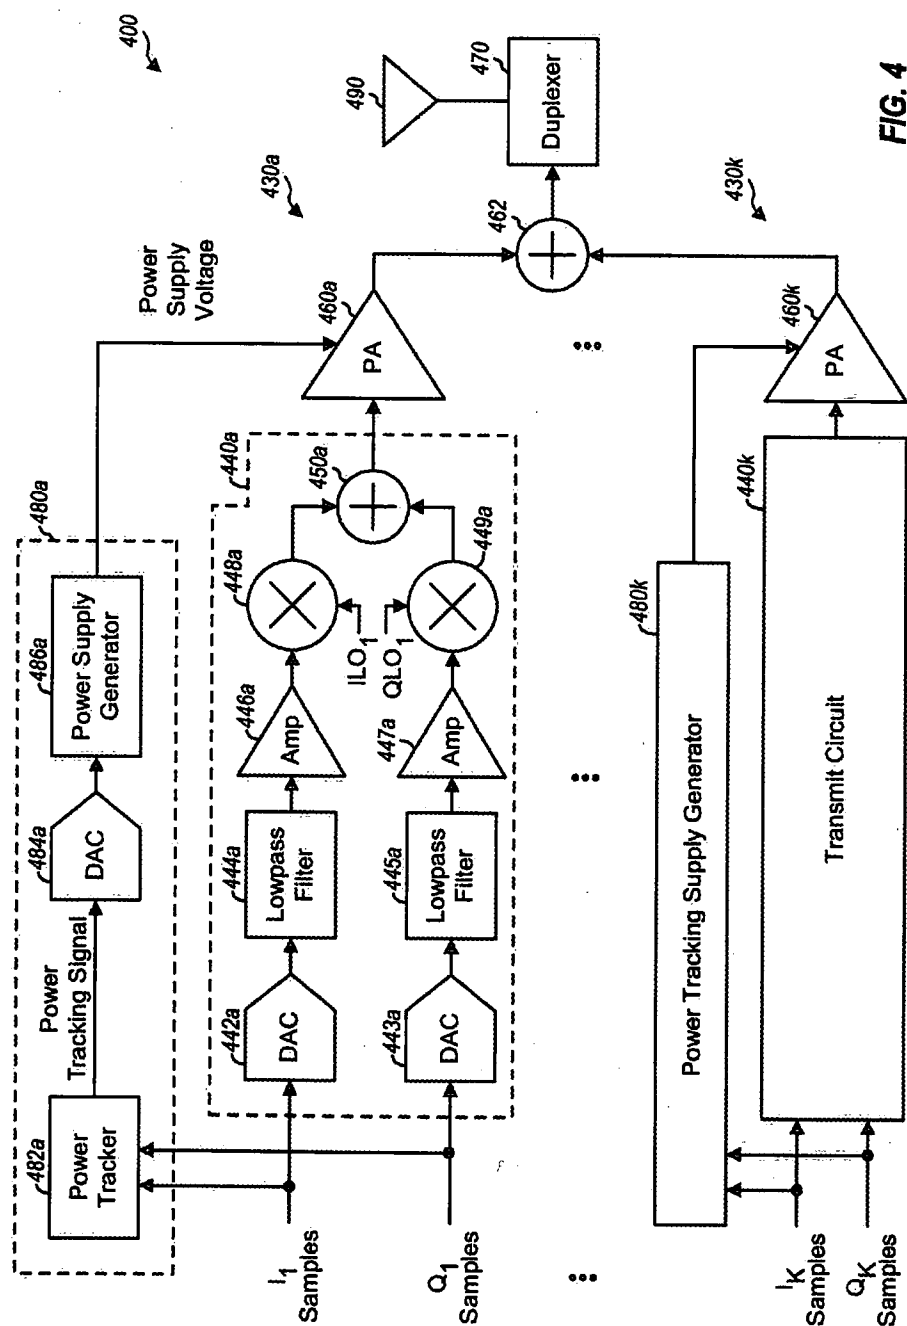 400
480a
482a
Power
Tracker
Power
Tracking Signal
484a
DAC
486a
Power Supply
Generator
Power
Supply
Voltage
430a
440a
I1
Samples
442a
DAC
444a
Lowpass
Filter
446a
Amp
448a
ILO1
QLO1
450a
460a
PA
Q1
Samples
443a
DAC
445a
Lowpass
Filter
447a
Amp
449a
462
490
470
Duplexer
...
...
...
430k
480k
Power Tracking Supply Generator
IK
Samples
QK
Samples
440k
Transmit Circuit
460k
PA
FIG. 4